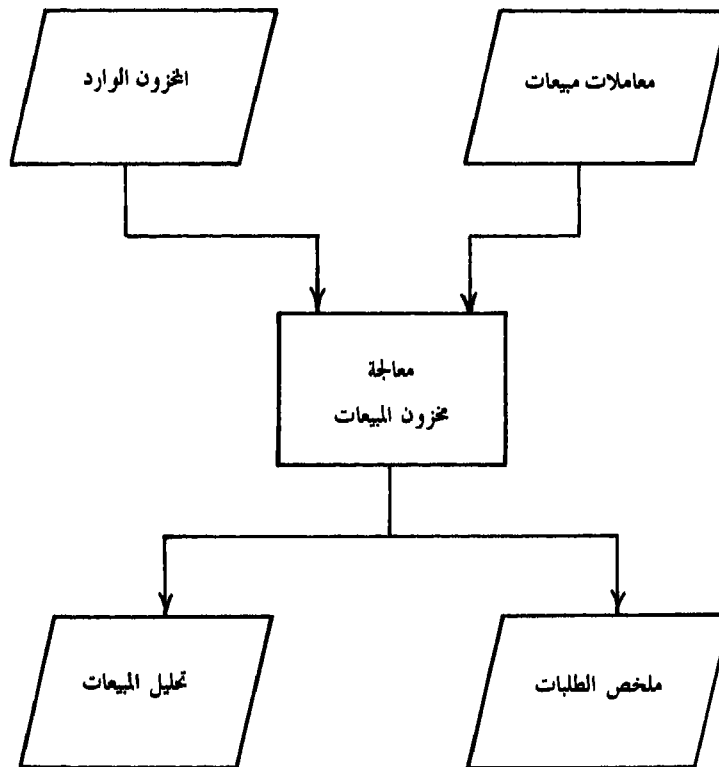 معاملات مبيعات
المخزون الوارد
معالجة
مخزون المبيعات
ملخص الطلبات
تحليل المبيعات